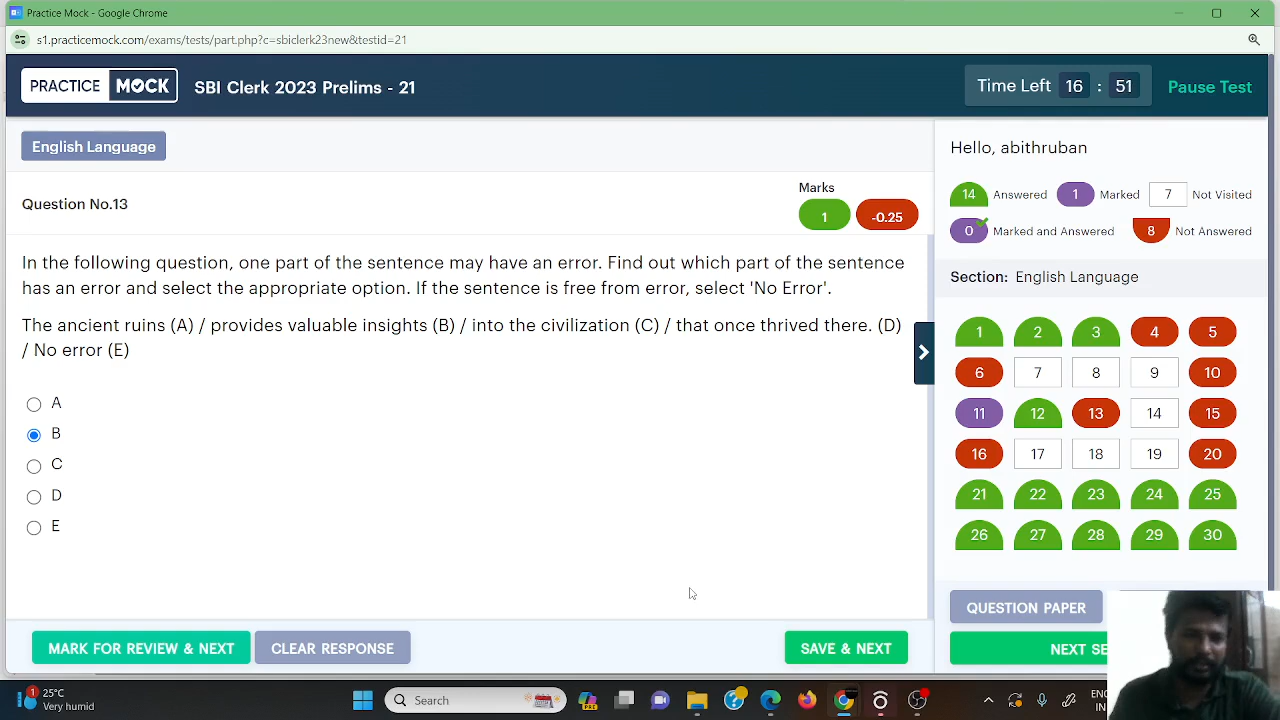 Practice Mock - Google Chrome
s1.practicemock.com/exams/tests/part.php?c=sbiclerk23new&testid=21
PRACTICE MOCK SBI Clerk 2023 Prelims - 21 Time Left 16 : 51 Pause Test
English Language
Hello, abithruban
Marks
Question No.13 1 -0.25
14 Answered 1 Marked 7 Not Visited
0 Marked and Answered 8 Not Answered
In the following question, one part of the sentence may have an error. Find out which part of the sentence
has an error and select the appropriate option. If the sentence is free from error, select 'No Error'.
The ancient ruins (A) / provides valuable insights (B) / into the civilization (C) / that once thrived there. (D)
/ No error (E)
A
B
C
D
E
Section: English Language
1 2 3 4 5
6 7 8 9 10
11 12 13 14 15
16 17 18 19 20
21 22 23 24 25
26 27 28 29 30
QUESTION PAPER
MARK FOR REVIEW & NEXT CLEAR RESPONSE SAVE & NEXT NEXT SE
1 25°C
Very humid
Search
PRE
ENG
IN